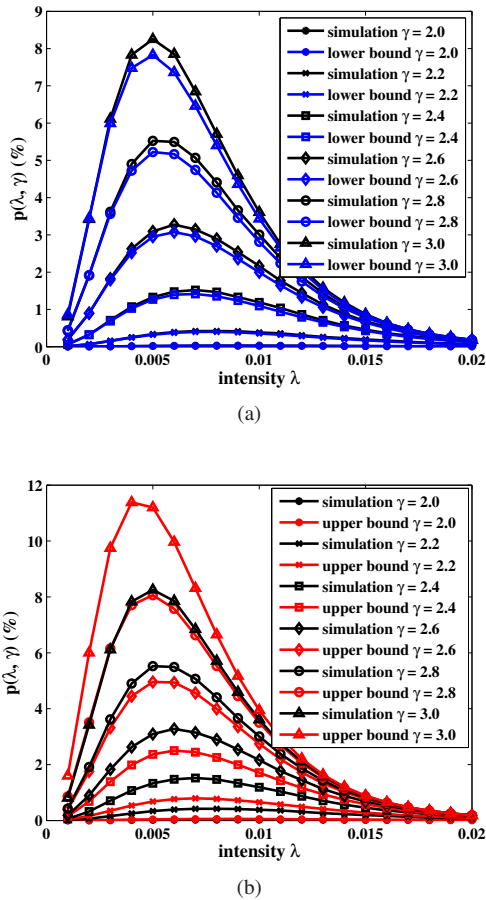 9
8
7
6
5
4
3
2
1
0
p(λ, γ) (%)
simulation γ = 2.0
lower bound γ = 2.0
simulation γ = 2.2
lower bound γ = 2.2
simulation γ = 2.4
lower bound γ = 2.4
simulation γ = 2.6
lower bound γ = 2.6
simulation γ = 2.8
lower bound γ = 2.8
simulation γ = 3.0
lower bound γ = 3.0
0 0.005 0.01 0.015 0.02
intensity λ
(a)
12
10
8
6
4
2
0
p(λ, γ) (%)
simulation γ = 2.0
upper bound γ = 2.0
simulation γ = 2.2
upper bound γ = 2.2
simulation γ = 2.4
upper bound γ = 2.4
simulation γ = 2.6
upper bound γ = 2.6
simulation γ = 2.8
upper bound γ = 2.8
simulation γ = 3.0
upper bound γ = 3.0
0 0.005 0.01 0.015 0.02
intensity λ
(b)